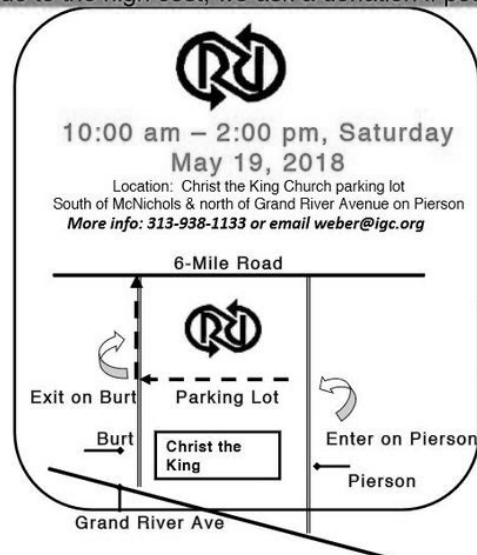 10:00 am – 2:00 pm, Saturday
May 19, 2018
Location: Christ the King Church parking lot
South of McNichols & north of Grand River Avenue on Pierson
More info: 313-938-1133 or email weber@igc.org
6-Mile Road
Exit on Burt
Parking Lot
Enter on Pierson
Burt
Christ the
King
Pierson
Grand River Ave